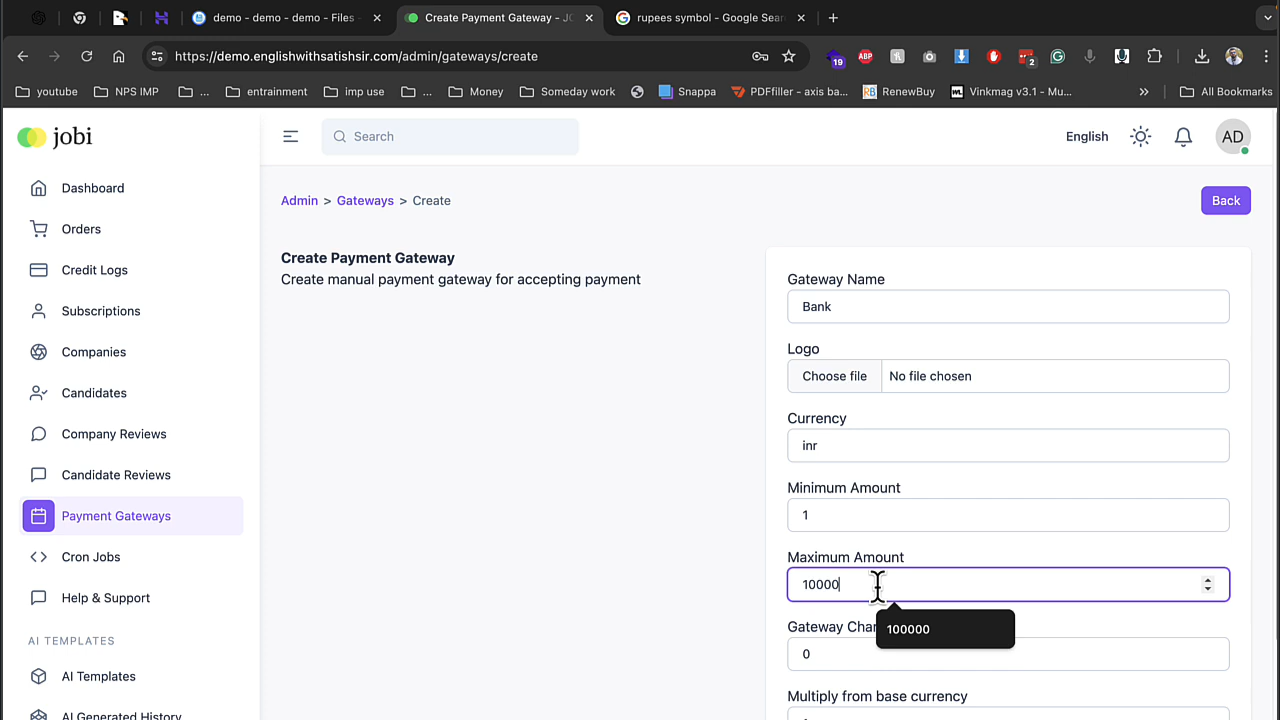 demo - demo - demo - Files -
Create Payment Gateway - JO
rupees symbol - Google Sear
https://demo.englishwithsatishsir.com/admin/gateways/create
19
ABP
2
youtube
NPS IMP
...
entrainment
imp use
...
Money
Someday work
Snappa
PDFfiller - axis ba...
RB RenewBuy
Vinkmag v3.1 - Mu...
All Bookmarks
jobi
Search
English
AD
Dashboard
Orders
Credit Logs
Subscriptions
Companies
Candidates
Company Reviews
Candidate Reviews
Payment Gateways
Cron Jobs
Help & Support
AI TEMPLATES
AI Templates
AI Generated History
Admin > Gateways > Create
Back
Create Payment Gateway
Create manual payment gateway for accepting payment
Gateway Name
Bank
Logo
Choose file No file chosen
Currency
inr
Minimum Amount
1
Maximum Amount
10000
100000
Gateway Char
0
Multiply from base currency